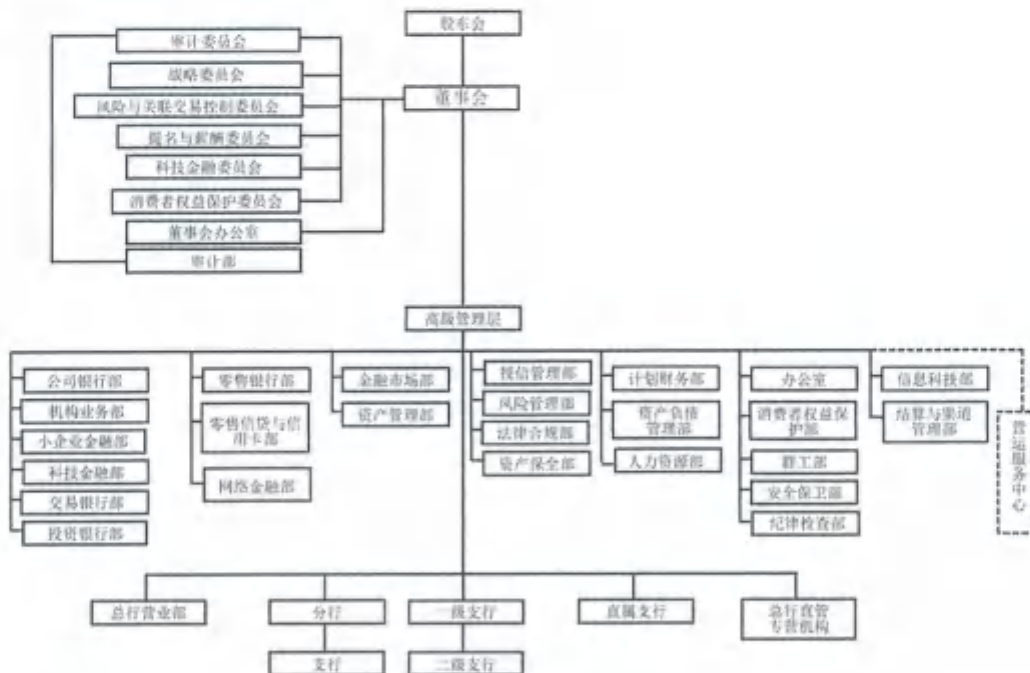 股东会
董事会
审计委员会
战略委员会
风险与关联交易控制委员会
提名与薪酬委员会
科技金融委员会
消费者权益保护委员会
董事会办公室
审计部
高级管理层
公司银行部
机构业务部
小企业金融部
科技金融部
交易银行部
投资银行部
零售银行部
零售信贷与信
用卡部
网络金融部
金融市场部
资产管理部
授信管理部
风险管理部
法律合规部
资产保全部
计划财务部
资产负债
管理部
人力资源部
办公室
消费者权益保
护部
群工部
安全保卫部
纪律检查部
信息科技部
结算与渠道
管理部
营运服务中心
总行营业部
分行
支行
一级支行
二级支行
直属支行
总行直管
专营机构